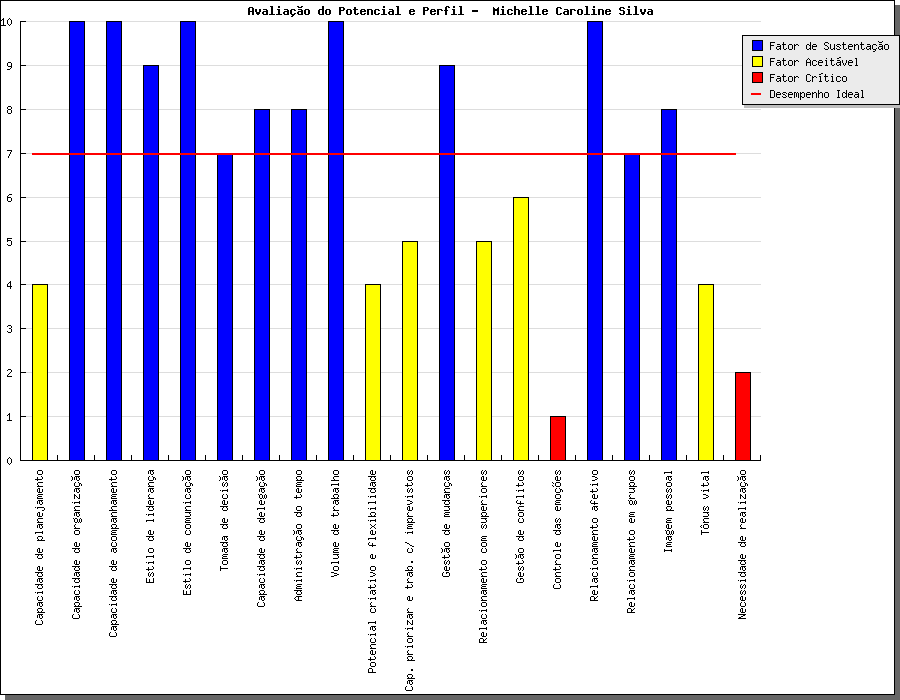 Avaliação do Potencial e Perfil -  Michelle Caroline Silva
Fator de Sustentação
Fator Aceitável
Fator Crítico
Desempenho Ideal
10
9
8
7
6
5
4
3
2
1
0
Capacidade de planejamento
Capacidade de organização
Capacidade de acompanhamento
Estilo de liderança
Estilo de comunicação
Tomada de decisão
Capacidade de delegação
Administração do tempo
Volume de trabalho
Potencial criativo e flexibilidade
Cap. priorizar e trab. c/ imprevistos
Gestão de mudanças
Relacionamento com superiores
Gestão de conflitos
Controle das emoções
Relacionamento afetivo
Relacionamento em grupos
Imagem pessoal
Tônus vital
Necessidade de realização